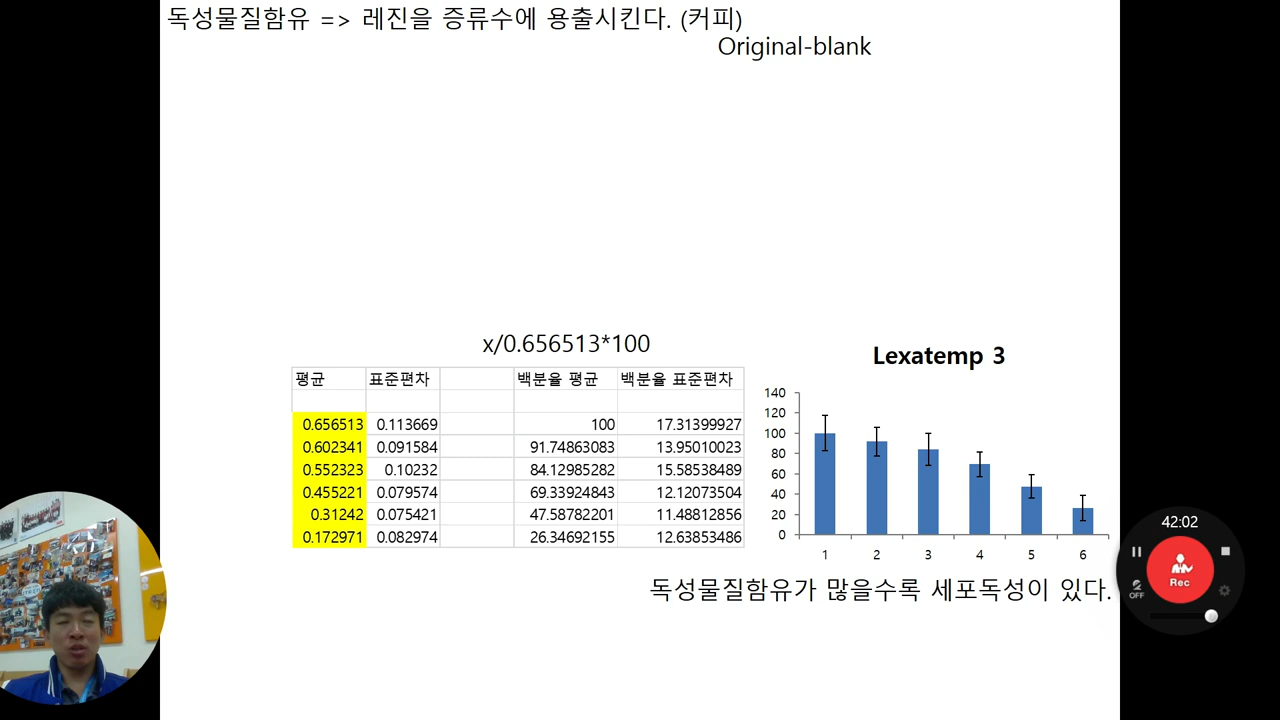 독성물질함유 => 레진을 증류수에 용출시킨다. (커피)
Original-blank
x/0.656513*100
평균 표준편차 백분율 평균 백분율 표준편차
0.656513 0.113669 100 17.31399927
0.602341 0.091584 91.74863083 13.95010023
0.552323 0.10232 84.12985282 15.58538489
0.455221 0.079574 69.33924843 12.12073504
0.31242 0.075421 47.58782201 11.48812856
0.172971 0.082974 26.34692155 12.63853486
Lexatemp 3
140
120
100
80
60
40
20
0
1 2 3 4 5 6
독성물질함유가 많을수록 세포독성이 있다.
42:02
Rec
OFF